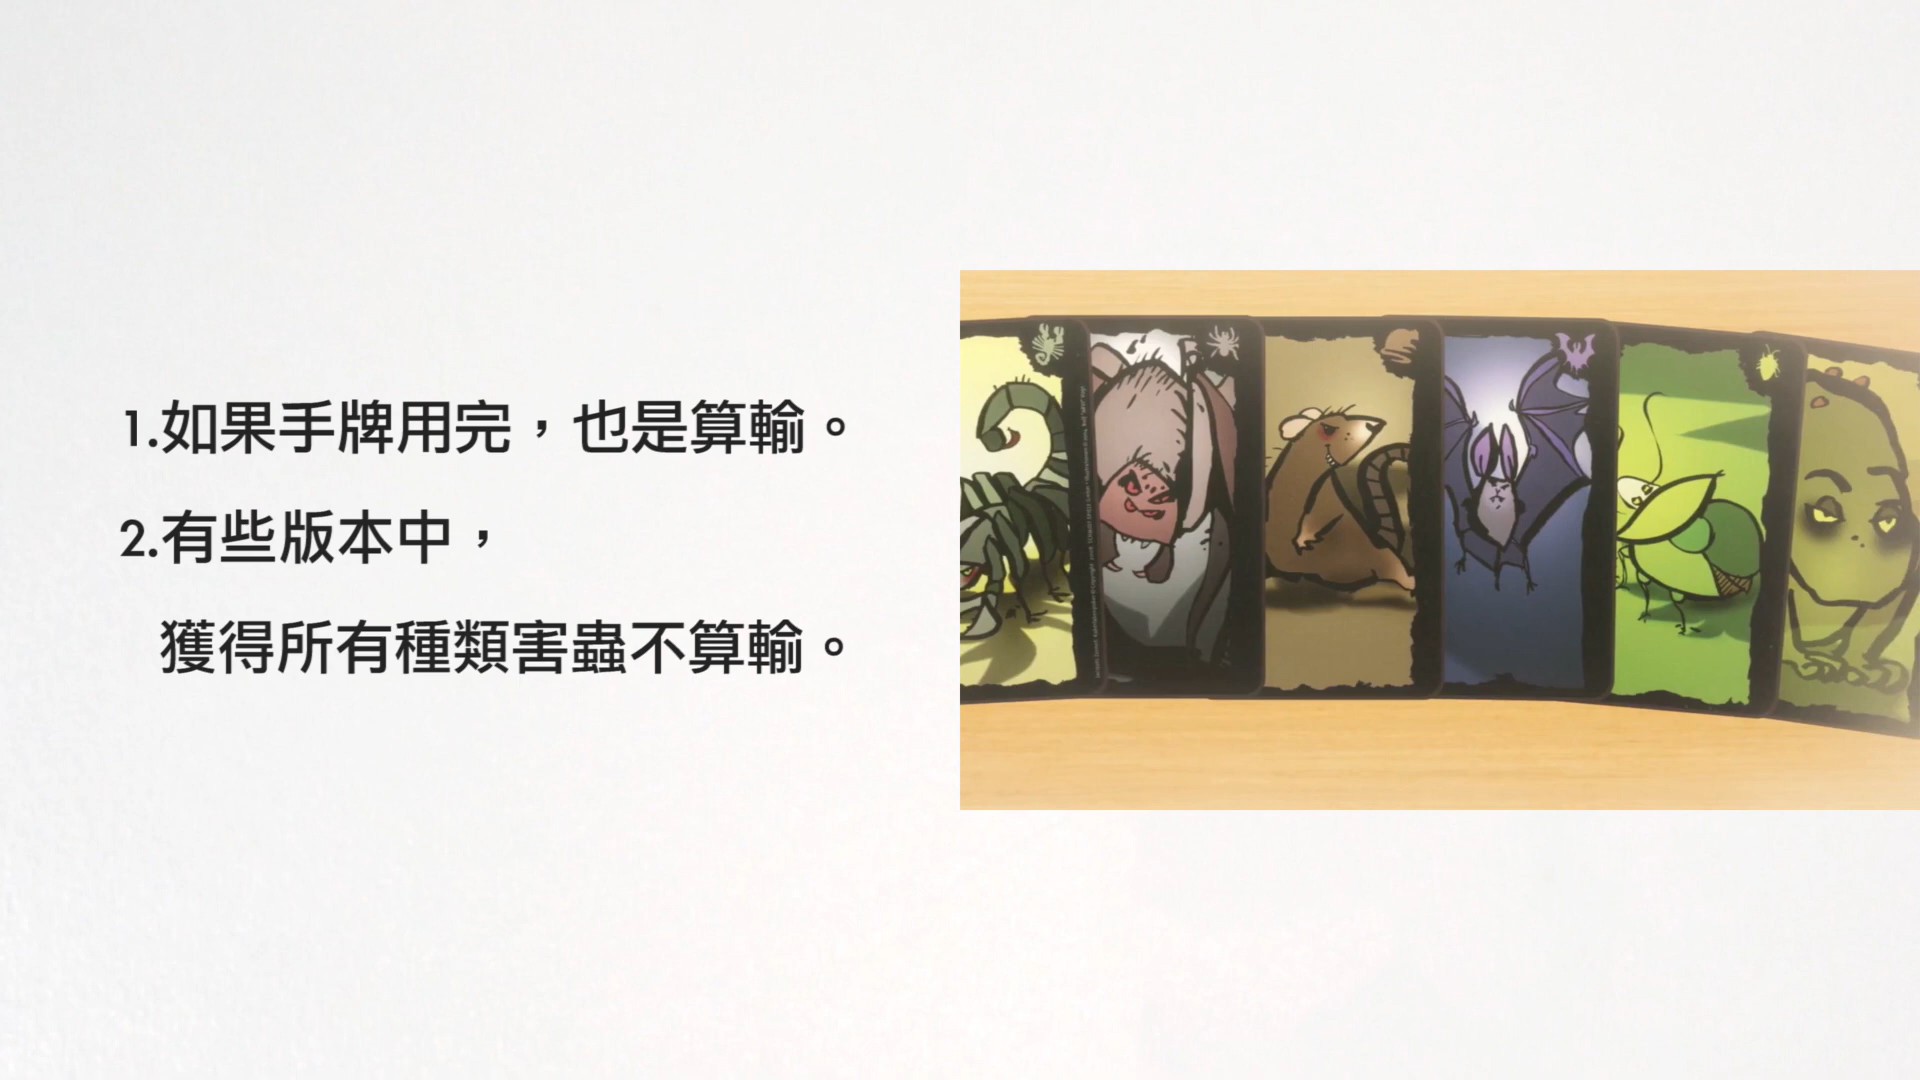 1.如果手牌用完，也是算輸。
2.有些版本中，
獲得所有種類害蟲不算輸。